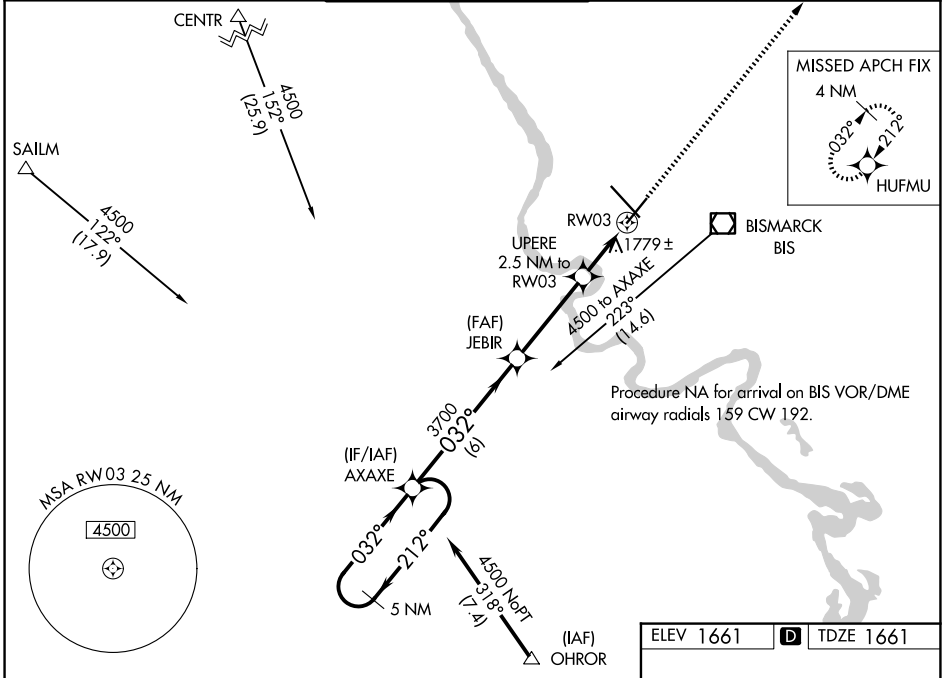 CENTR
4500
152°
(25.9)
SAILM
4500
122°
(17.9)
MISSED APCH FIX
4 NM
032°
212°
HUFMU
RW03
1779 ±
BISMARCK
BIS
UPERE
2.5 NM to
RW03
4500 to AXAXE
223°
(14.6)
(FAF)
JEBIR
Procedure NA for arrival on BIS VOR/DME
airway radials 159 CW 192.
3700
032°
(6)
(IF/IAF)
AXAXE
MSA RW03 25 NM
4500
032°
212°
5 NM
4500 NoPT
318°
(7.4)
(IAF)
OHROR
ELEV 1661 D TDZE 1661